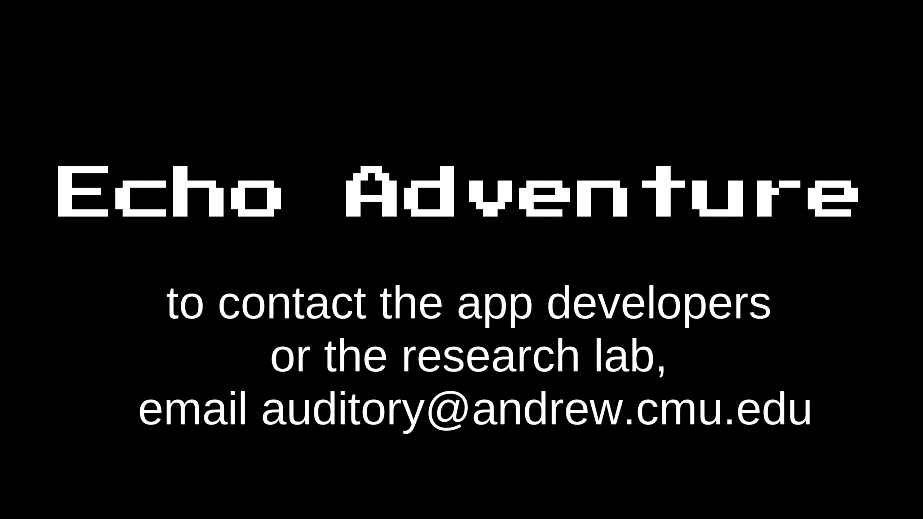 Echo Adventure
to contact the app developers
or the research lab,
email auditory@andrew.cmu.edu